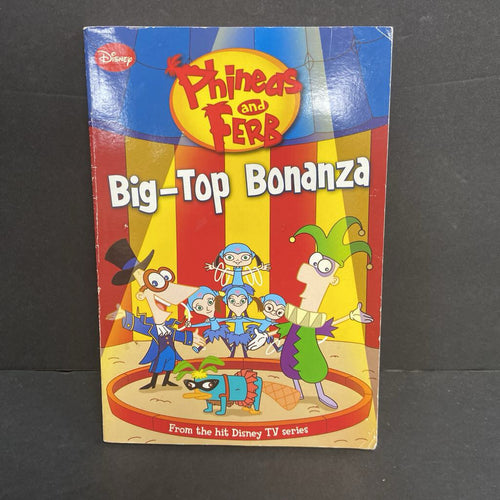 Disney
Phineas
and
Ferb
Big-Top Bonanza
From the hit Disney TV series